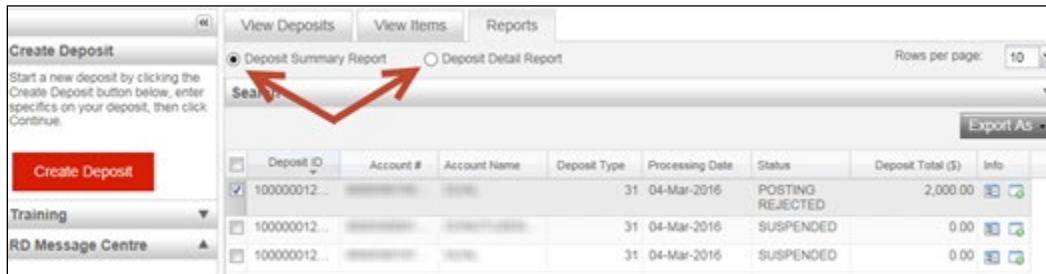 View Deposits View Items Reports
Create Deposit
Deposit Summary Report Deposit Detail Report Rows per page: 10
Start a new deposit by clicking the
Create Deposit button below, enter
specifics on your deposit, then click
Continue.
Export As
Create Deposit
Deposit ID Account # Account Name Deposit Type Processing Date Status Deposit Total ($) Info
100000012... 31 04-Mar-2016 POSTING REJECTED 2,000.00
Training
100000012... 31 04-Mar-2016 SUSPENDED 0.00
RD Message Centre
100000012... 31 04-Mar-2016 SUSPENDED 0.00